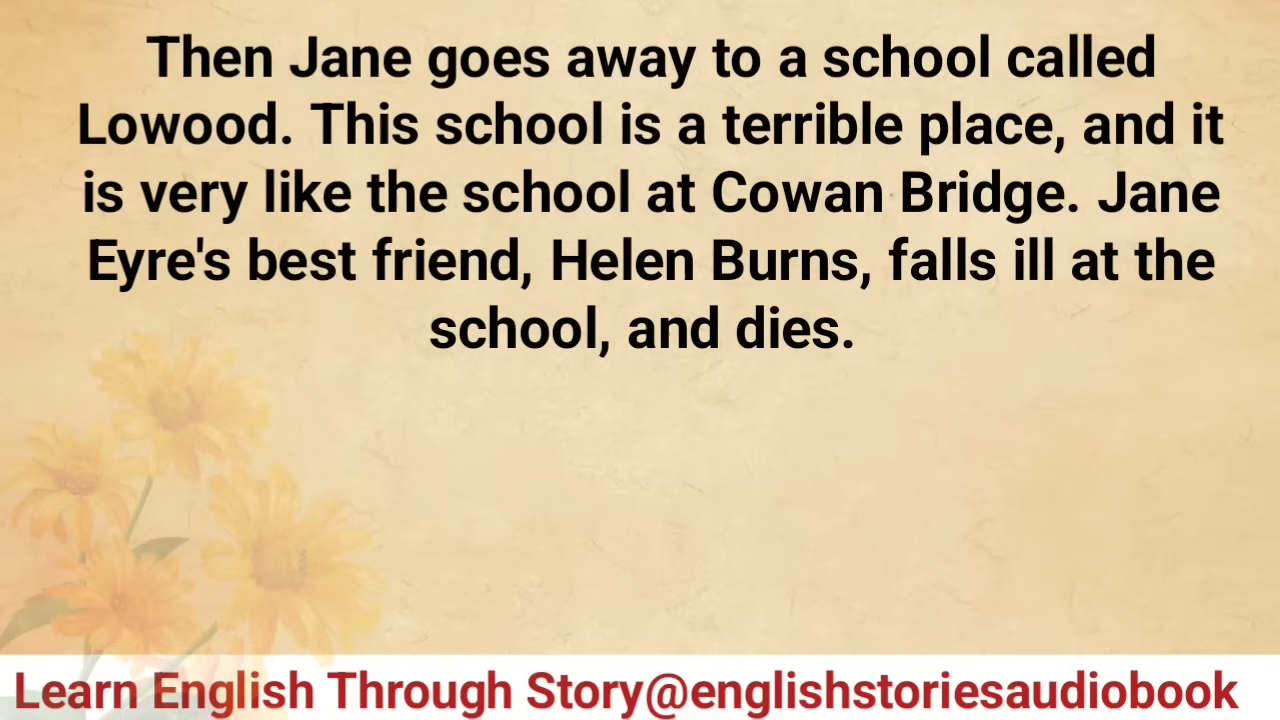 Then Jane goes away to a school called
Lowood. This school is a terrible place, and it
is very like the school at Cowan Bridge. Jane
Eyre's best friend, Helen Burns, falls ill at the
school, and dies.
Learn English Through Story@englishstoriesaudiobook